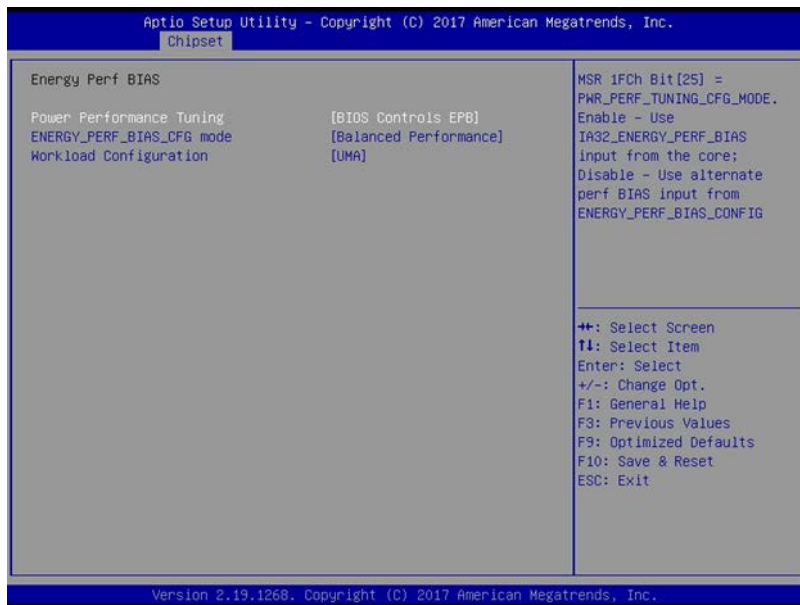 Aptio Setup Utility – Copyright (C) 2017 American Megatrends, Inc.
Chipset
Energy Perf BIAS
Power Performance Tuning [BIOS Controls EPB]
ENERGY_PERF_BIAS_CFG mode [Balanced Performance]
Workload Configuration [UMA]
MSR 1FCh Bit[25] =
PWR_PERF_TUNING_CFG_MODE.
Enable – Use
IA32_ENERGY_PERF_BIAS
input from the core;
Disable – Use alternate
perf BIAS input from
ENERGY_PERF_BIAS_CONFIG
→←: Select Screen
↑↓: Select Item
Enter: Select
+/-: Change Opt.
F1: General Help
F3: Previous Values
F9: Optimized Defaults
F10: Save & Reset
ESC: Exit
Version 2.19.1268. Copyright (C) 2017 American Megatrends, Inc.